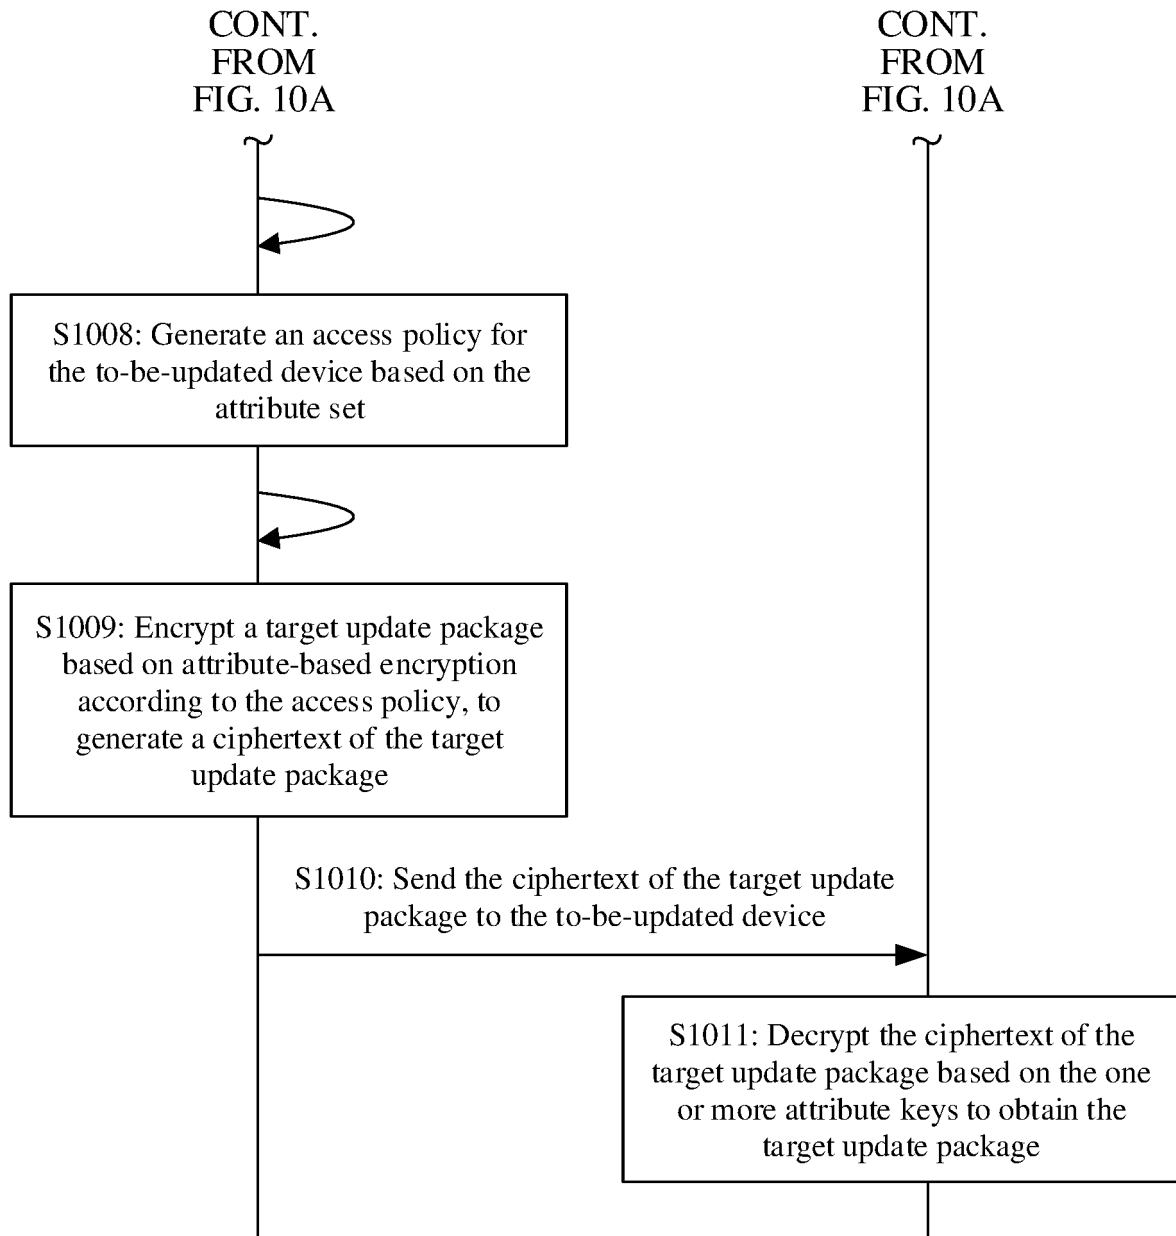 CONT.
FROM
FIG. 10A
CONT.
FROM
FIG. 10A
S1008: Generate an access policy for
the to-be-updated device based on the
attribute set
S1009: Encrypt a target update package
based on attribute-based encryption
according to the access policy, to
generate a ciphertext of the target
update package
S1010: Send the ciphertext of the target update
package to the to-be-updated device
S1011: Decrypt the ciphertext of the
target update package based on the one
or more attribute keys to obtain the
target update package